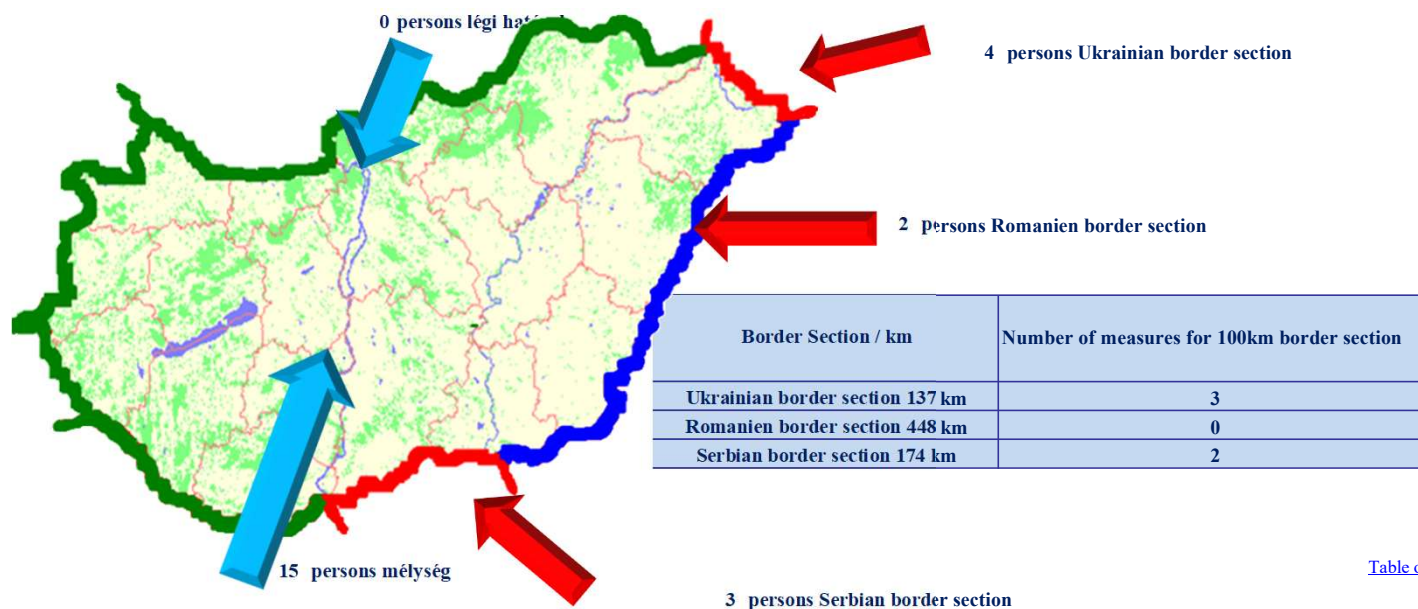 0 persons légi
4 persons Ukrainian border section
2 persons Romanien border section
Border Section / km Number of measures for 100km border section
Ukrainian border section 137 km 3
Romanien border section 448 km 0
Serbian border section 174 km 2
15 persons mélység
Table
3 persons Serbian border section